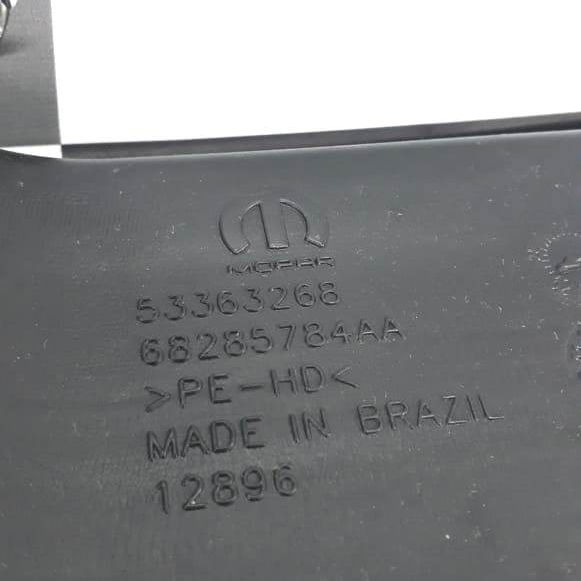 MOPAR
53363268
68285784AA
>PE-HD<
MADE IN BRAZIL
12896